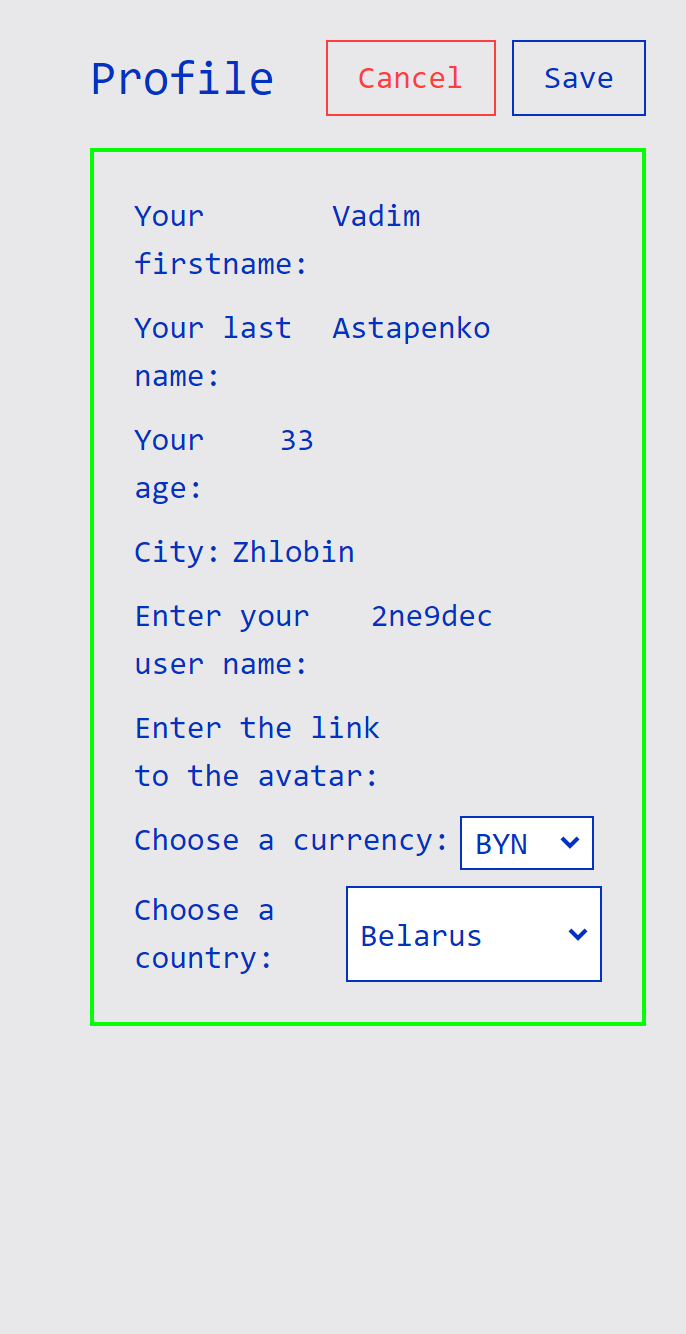 Profile Cancel Save
Your Vadim
firstname:
Your last Astapenko
name:
Your 33
age:
City: Zhlobin
Enter your 2ne9dec
user name:
Enter the link
to the avatar:
Choose a currency: BYN
Choose a
country: Belarus